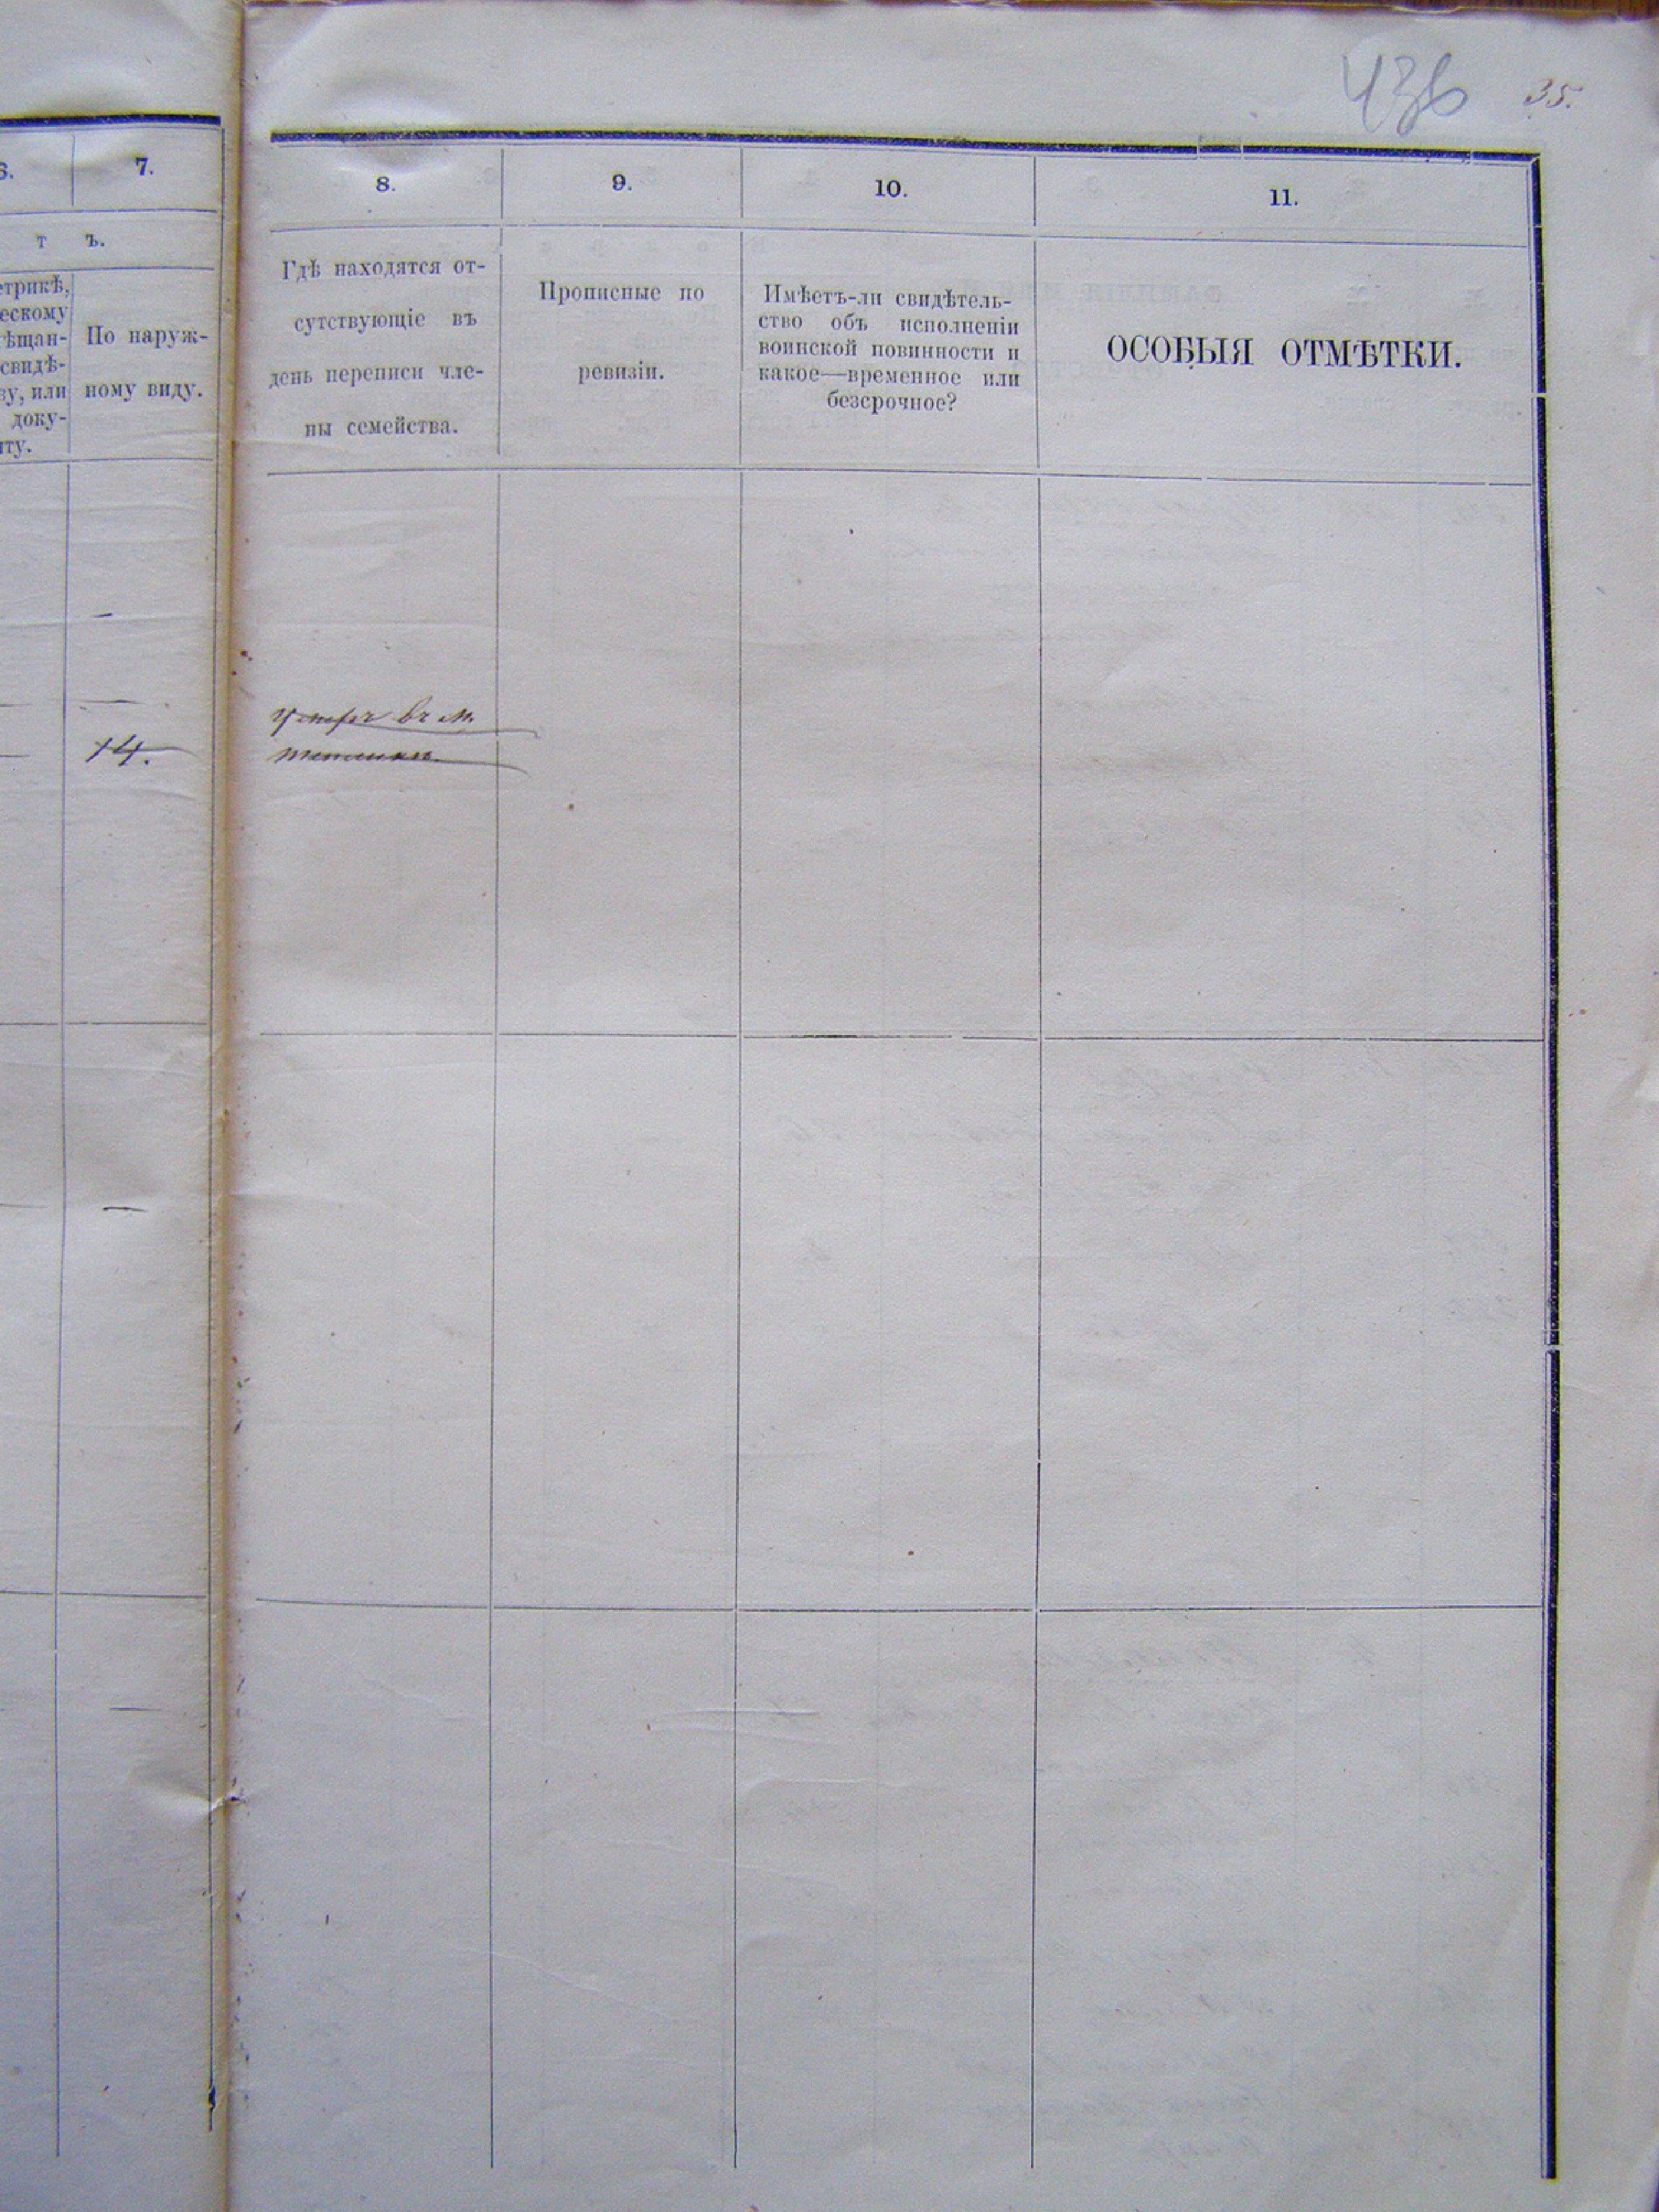 436 35.
6. 7.
т ъ.
етрикѣ,
ескому
ѣщан-
свидѣ-
ву, или
доку-
нту.
По наруж-
ному виду.
14.
8. 9. 10. 11.
Гдѣ находятся от-
сутствующіе въ
день переписи чле-
ны семейства.
Прописные по
ревизіи.
Имѣетъ-ли свидѣтель-
ство объ исполненіи
воинской повинности и
какое—временное или
безсрочное?
ОСОБЫЯ ОТМѢТКИ.
въ м.